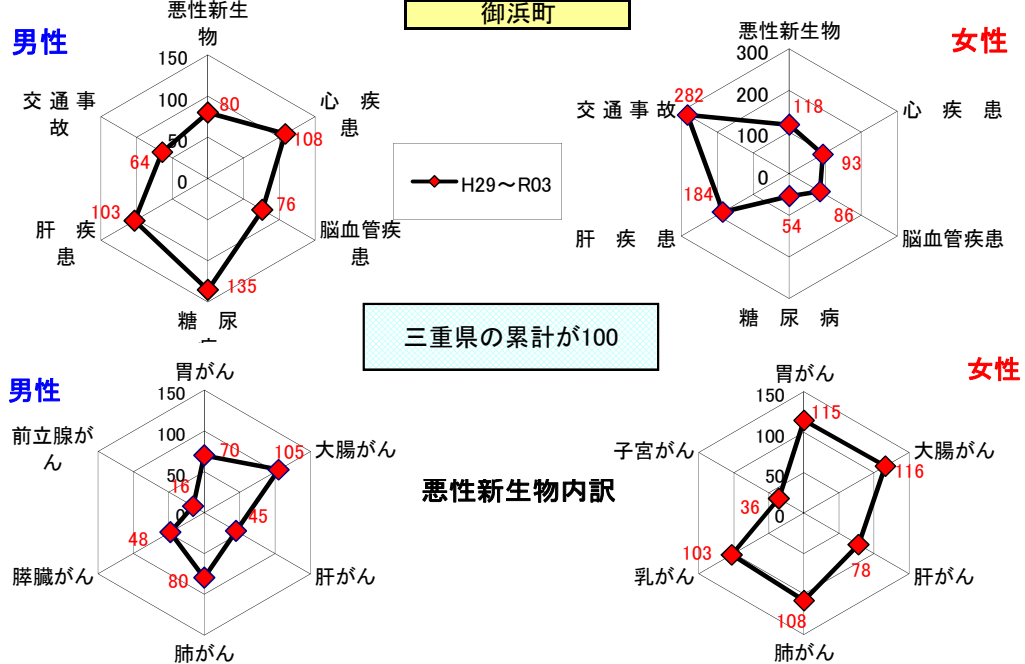 御浜町
男性
悪性新生
物
150
100
50
0
80
心　疾
患
108
76
脳血管疾
患
135
糖　尿
103
肝　疾
患
64
交 通 事
故
H29～R03
女性
悪性新生物
300
200
100
0
118
心　疾　患
93
86
脳血管疾患
54
糖　尿　病
184
肝　疾　患
282
交 通 事 故
三重県の累計が100
男性
胃がん
150
100
50
0
70
105
大腸がん
45
肝がん
80
肺がん
48
膵臓がん
16
前立腺が
ん
悪性新生物内訳
女性
胃がん
150
100
50
0
115
大腸がん
116
78
肝がん
108
肺がん
103
乳がん
36
子宮がん